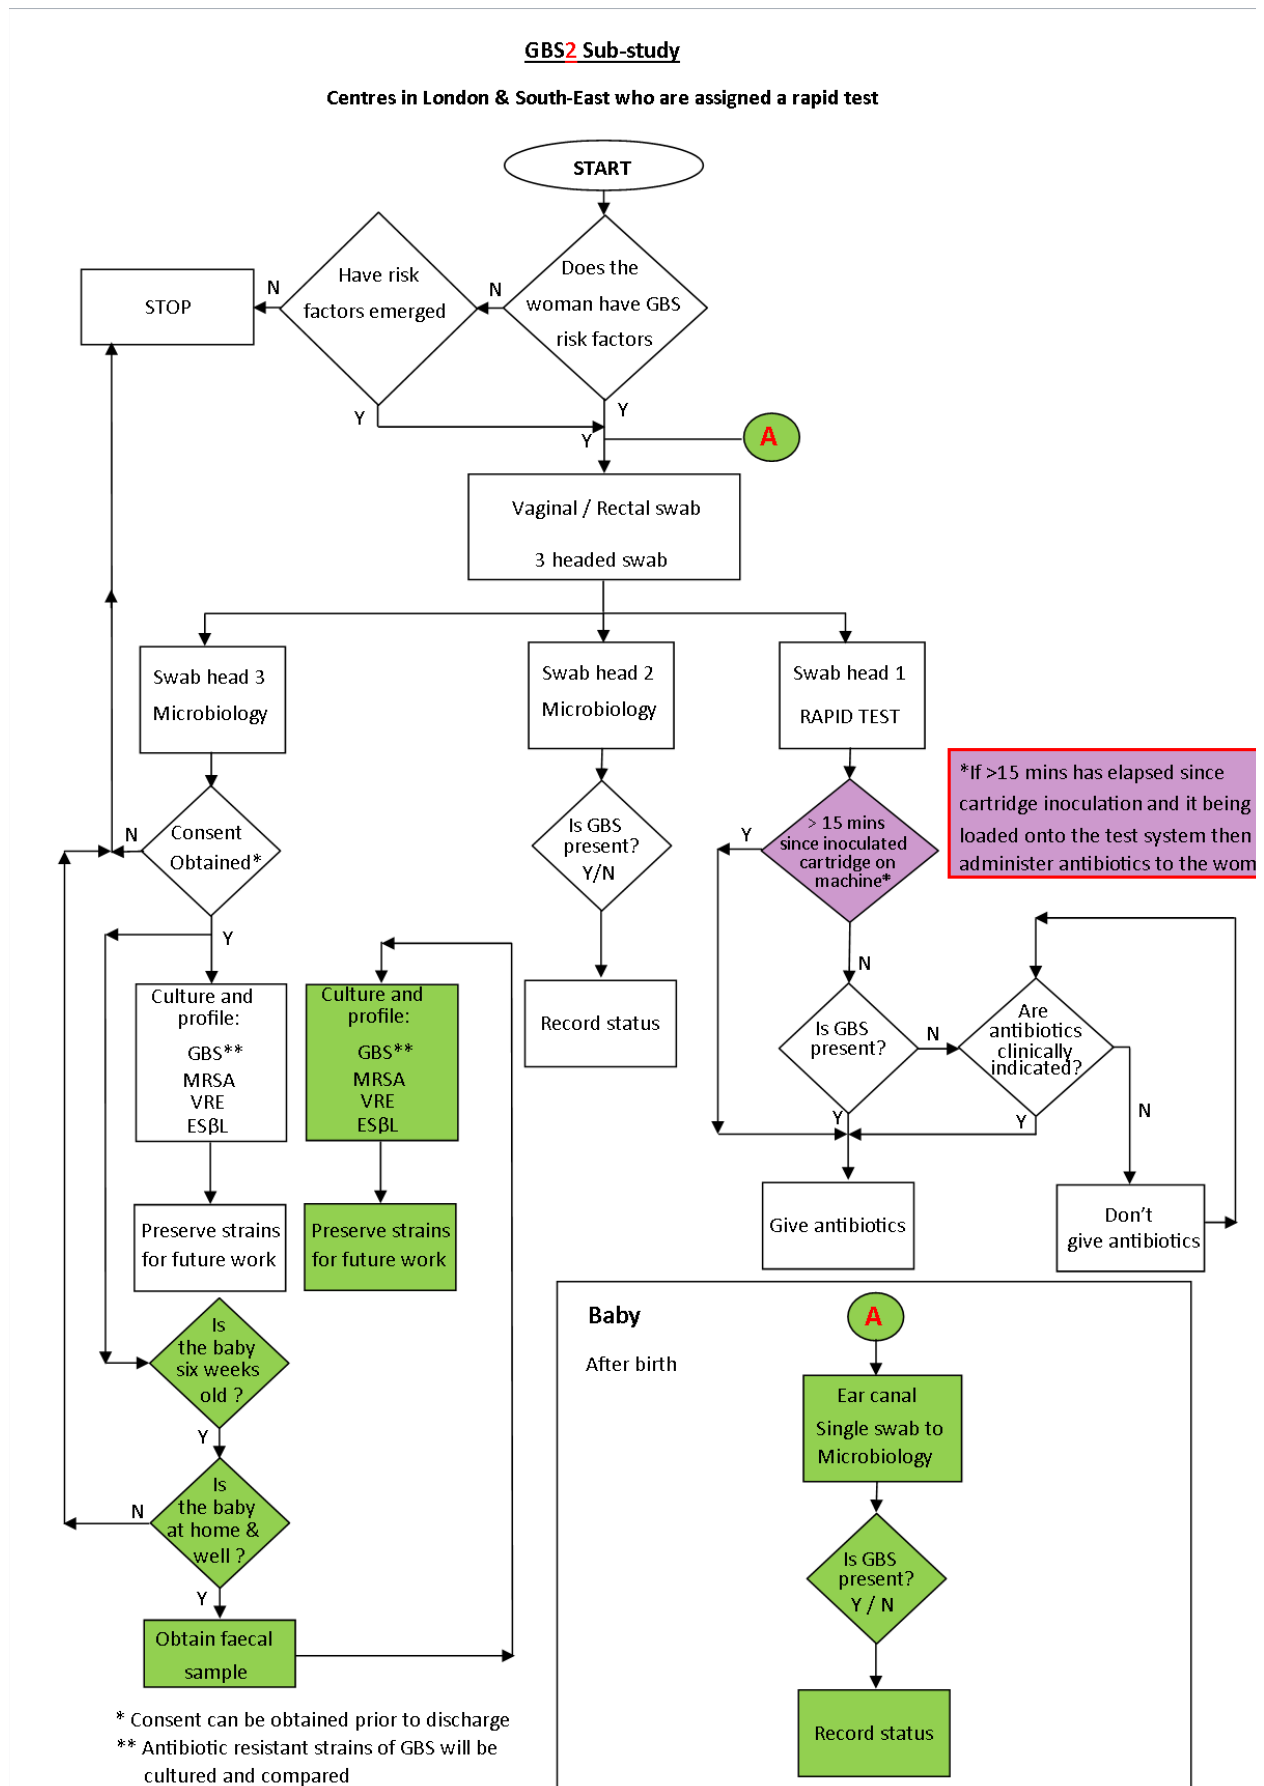 GBS2 Sub-study
Centres in London & South-East who are assigned a rapid test
START
Does the
woman have GBS
risk factors
N
Have risk
factors emerged
N
STOP
Y
Y
Y
A
Vaginal / Rectal swab
3 headed swab
Swab head 3
Microbiology
Swab head 2
Microbiology
Swab head 1
RAPID TEST
Consent
Obtained*
N
Y
Is GBS
present?
Y/N
Record status
> 15 mins
since inoculated
cartridge on
machine*
Y
N
*If >15 mins has elapsed since
cartridge inoculation and it being
loaded onto the test system then
administer antibiotics to the wom
Is GBS
present?
N
Y
Are
antibiotics
clinically
indicated?
Y
N
Give antibiotics
Don't
give antibiotics
Culture and
profile:
GBS**
MRSA
VRE
ESβL
Preserve strains
for future work
Culture and
profile:
GBS**
MRSA
VRE
ESβL
Preserve strains
for future work
Is
the baby
six weeks
old ?
Y
Is
the baby
at home &
well ?
N
Y
Obtain faecal
sample
* Consent can be obtained prior to discharge
** Antibiotic resistant strains of GBS will be
cultured and compared
Baby
After birth
A
Ear canal
Single swab to
Microbiology
Is GBS
present?
Y / N
Record status